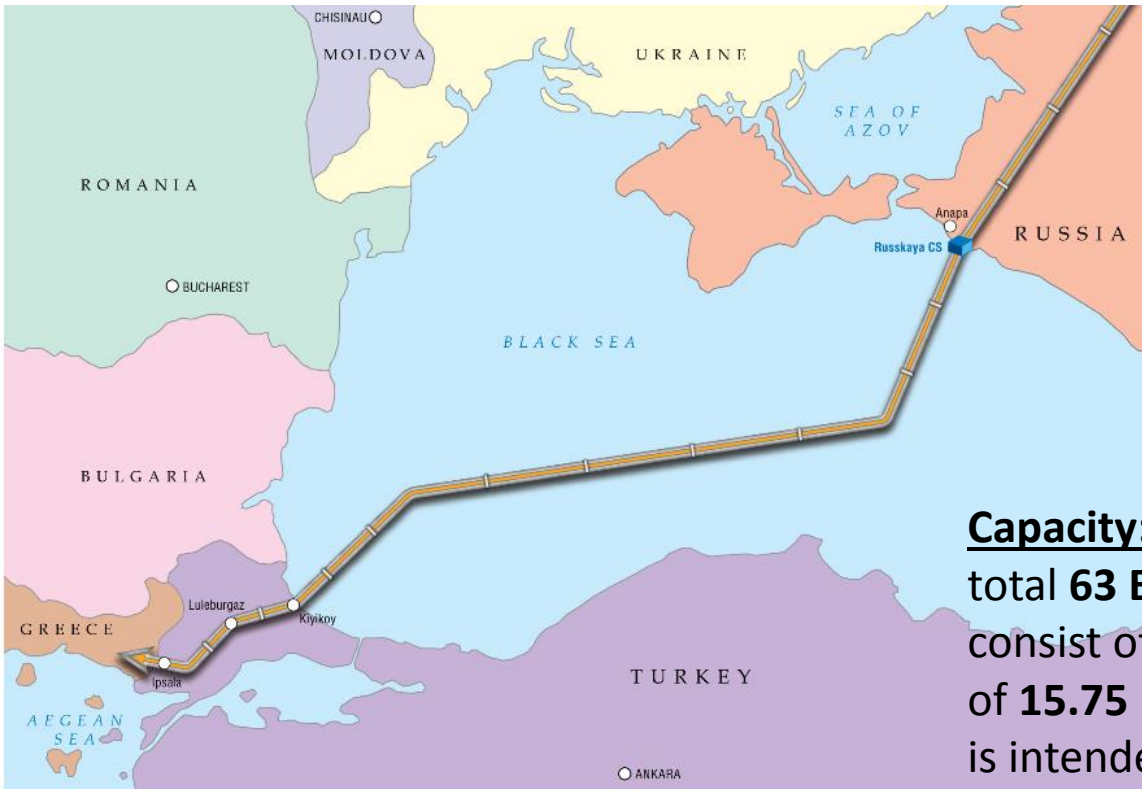 CHISINAU
MOLDOVA
UKRAINE
SEA OF
AZOV
ROMANIA
Anapa
RUSSIA
Russkaya CS
BUCHAREST
BLACK SEA
BULGARIA
Capacity:
total 63
consist of
of 15.75
is intende
Luleburgaz
Kiyikoy
GREECE
Ipsala
TURKEY
AEGEAN
SEA
ANKARA